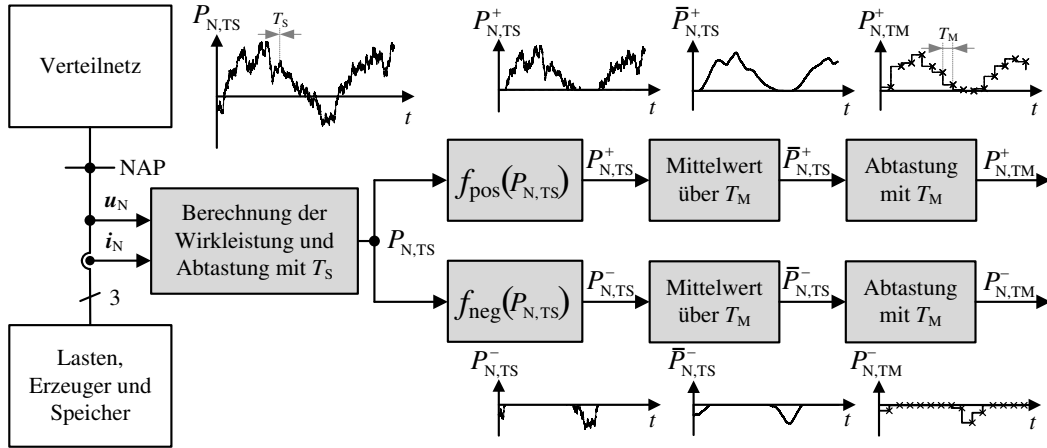 P_N,TS
T_S
t
P⁺_N,TS
t
P̄⁺_N,TS
t
P⁺_N,TM
T_M
t
Verteilnetz
NAP
u_N
i_N
3
Lasten,
Erzeuger und
Speicher
Berechnung der
Wirkleistung und
Abtastung mit T_S
P_N,TS
f_pos(P_N,TS)
P⁺_N,TS
Mittelwert
über T_M
P̄⁺_N,TS
Abtastung
mit T_M
P⁺_N,TM
f_neg(P_N,TS)
P⁻_N,TS
Mittelwert
über T_M
P̄⁻_N,TS
Abtastung
mit T_M
P⁻_N,TM
P⁻_N,TS
t
P̄⁻_N,TS
t
P⁻_N,TM
t